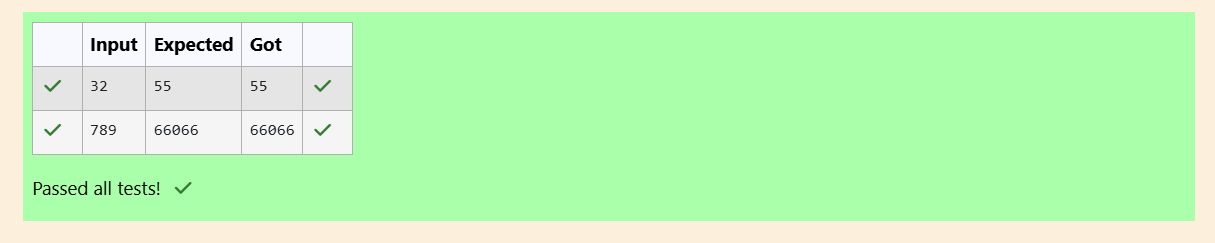 Input Expected Got
32 55 55
789 66066 66066
Passed all tests!